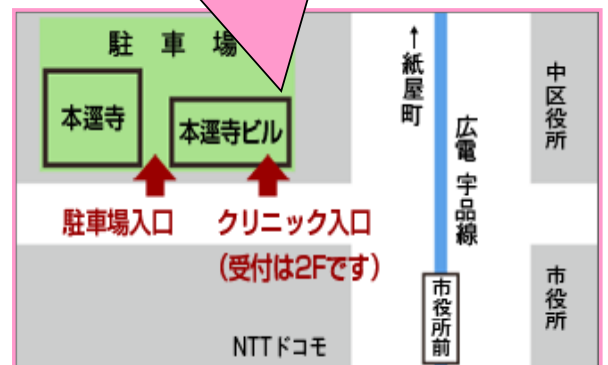 駐車場
本逕寺
本逕寺ビル
駐車場入口
クリニック入口
(受付は2Fです)
NTTドコモ
↑紙屋町
広電 宇品線
市役所前
中区役所
市役所